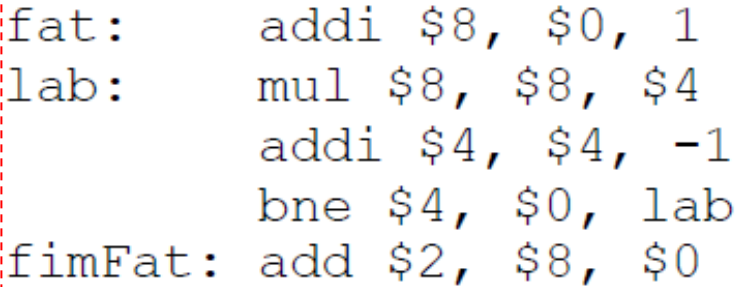 fat: addi $8, $0, 1
lab: mul $8, $8, $4
addi $4, $4, -1
bne $4, $0, lab
fimFat: add $2, $8, $0